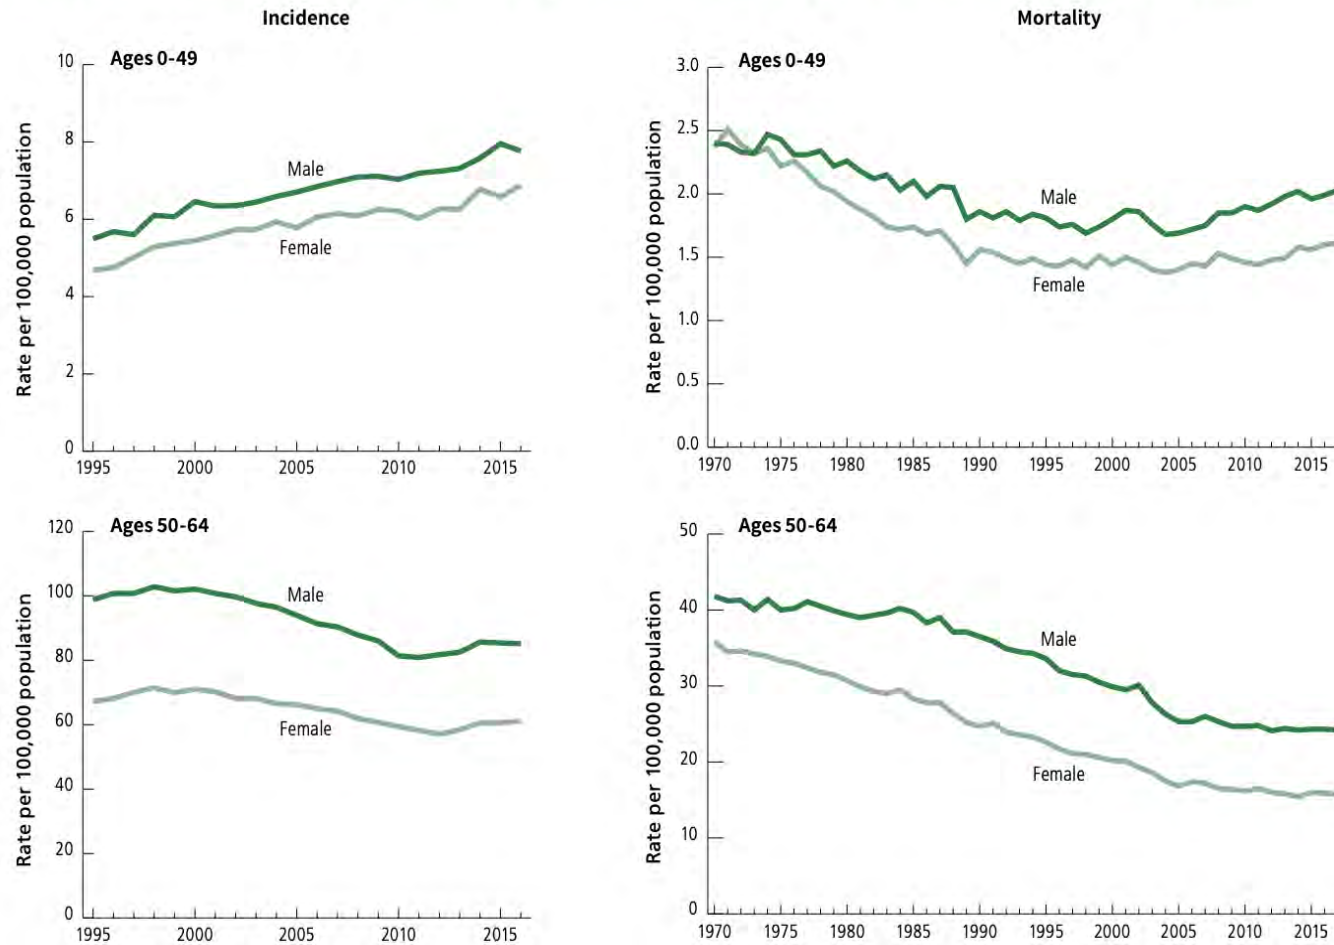 Incidence
Mortality
Ages 0-49
Rate per 100,000 population
10
8
6
4
2
0
Male
Female
1995 2000 2005 2010 2015
Ages 0-49
Rate per 100,000 population
3.0
2.5
2.0
1.5
1.0
0.5
0.0
Male
Female
1970 1975 1980 1985 1990 1995 2000 2005 2010 2015
Ages 50-64
Rate per 100,000 population
120
100
80
60
40
20
0
Male
Female
1995 2000 2005 2010 2015
Ages 50-64
Rate per 100,000 population
50
40
30
20
10
0
Male
Female
1970 1975 1980 1985 1990 1995 2000 2005 2010 2015